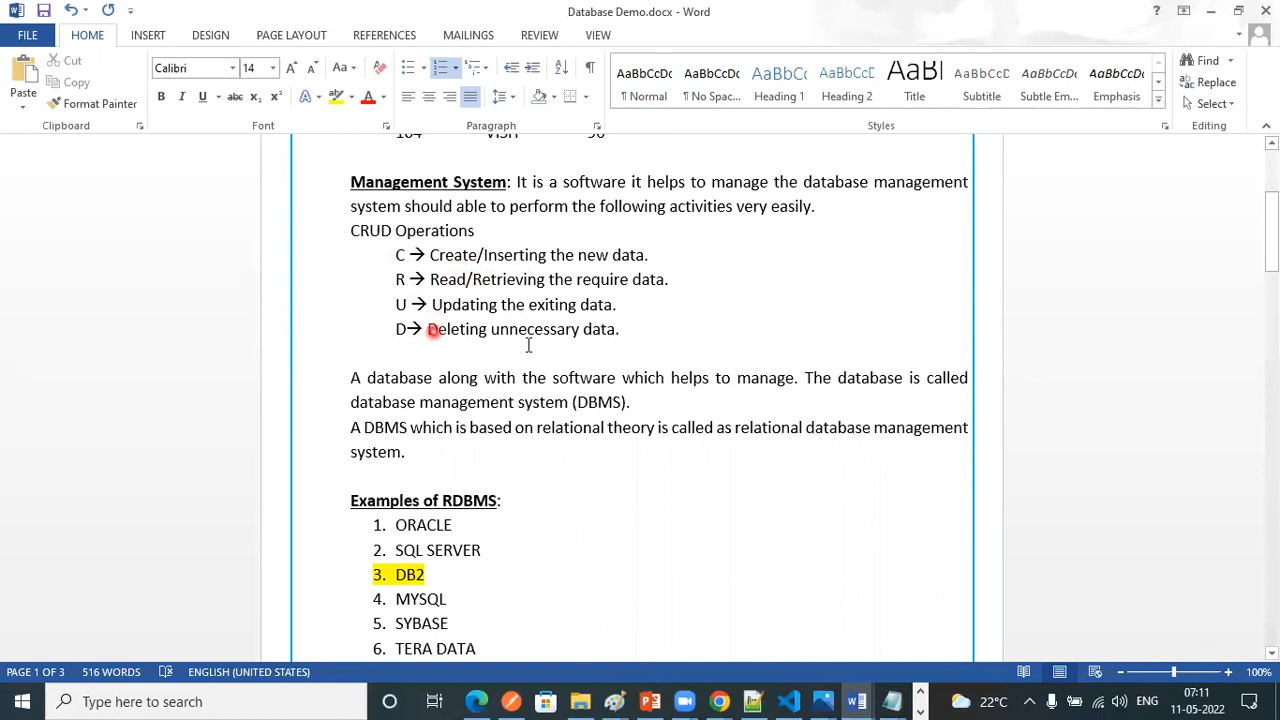 Database Demo.docx - Word
FILE HOME INSERT DESIGN PAGE LAYOUT REFERENCES MAILINGS REVIEW VIEW
Paste Cut Copy Format Painter
Calibri 14 Aa
B I U abc x₂ x² A A
AaBbCcDc AaBbCcDc AaBbCc AaBbCcD AaBl AaBbCcD AaBbCcDc AaBbCcDc
¶ Normal ¶ No Spac... Heading 1 Heading 2 Title Subtitle Subtle Em... Emphasis
Find Replace Select
Clipboard Font Paragraph Styles Editing
104 VISH 90
Management System: It is a software it helps to manage the database management
system should able to perform the following activities very easily.
CRUD Operations
C → Create/Inserting the new data.
R → Read/Retrieving the require data.
U → Updating the exiting data.
D→ Deleting unnecessary data.
A database along with the software which helps to manage. The database is called
database management system (DBMS).
A DBMS which is based on relational theory is called as relational database management
system.
Examples of RDBMS:
1. ORACLE
2. SQL SERVER
3. DB2
4. MYSQL
5. SYBASE
6. TERA DATA
PAGE 1 OF 3 516 WORDS ENGLISH (UNITED STATES) 100%
Type here to search 22°C ENG 07:11
11-05-2022